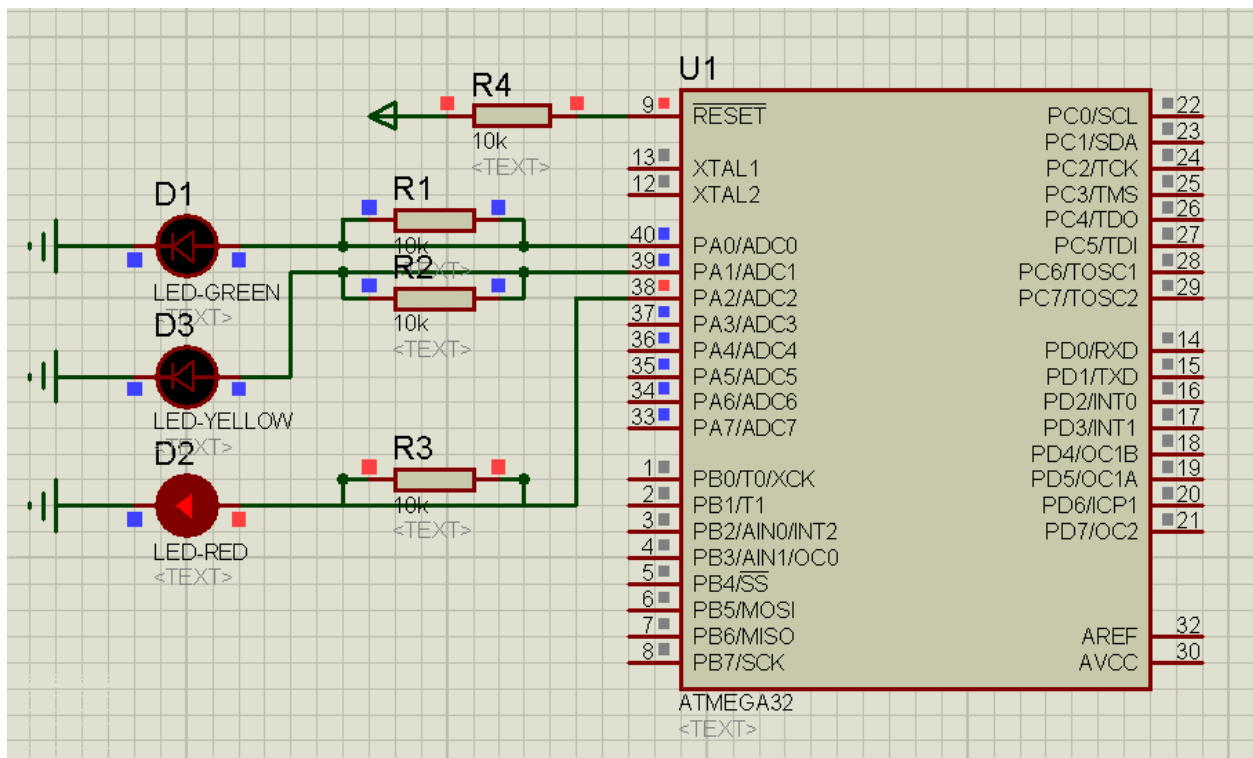 U1
R4
10k
<TEXT>
R1
10k
<TEXT>
R2
10k
<TEXT>
D1
LED-GREEN
<TEXT>
D3
LED-YELLOW
<TEXT>
D2
LED-RED
<TEXT>
R3
10k
<TEXT>
9 RESET
13 XTAL1
12 XTAL2
40 PA0/ADC0
39 PA1/ADC1
38 PA2/ADC2
37 PA3/ADC3
36 PA4/ADC4
35 PA5/ADC5
34 PA6/ADC6
33 PA7/ADC7
1 PB0/T0/XCK
2 PB1/T1
3 PB2/AIN0/INT2
4 PB3/AIN1/OC0
5 PB4/SS
6 PB5/MOSI
7 PB6/MISO
8 PB7/SCK
PC0/SCL 22
PC1/SDA 23
PC2/TCK 24
PC3/TMS 25
PC4/TDO 26
PC5/TDI 27
PC6/TOSC1 28
PC7/TOSC2 29
PD0/RXD 14
PD1/TXD 15
PD2/INT0 16
PD3/INT1 17
PD4/OC1B 18
PD5/OC1A 19
PD6/ICP1 20
PD7/OC2 21
AREF 32
AVCC 30
ATMEGA32
<TEXT>